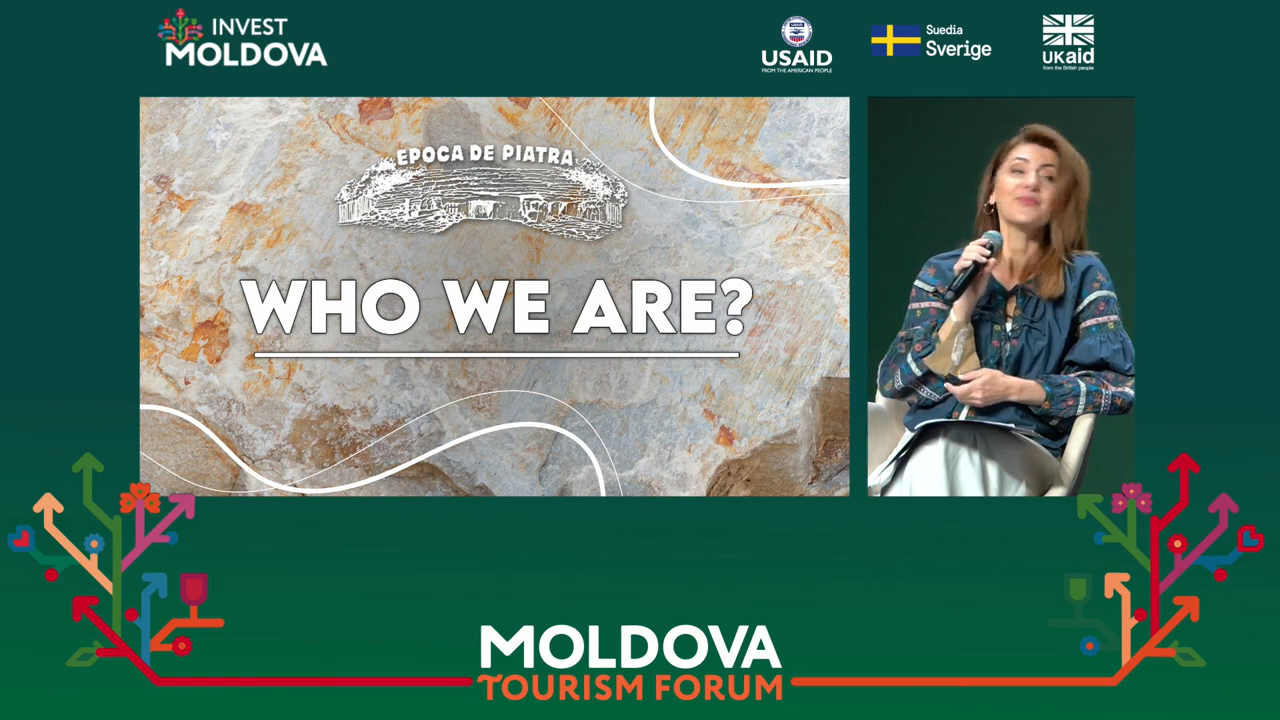 INVEST
MOLDOVA
USAID
FROM THE AMERICAN PEOPLE
Suedia
Sverige
UKaid
from the British people
EPOCA DE PIATRA
WHO WE ARE?
MOLDOVA
TOURISM FORUM